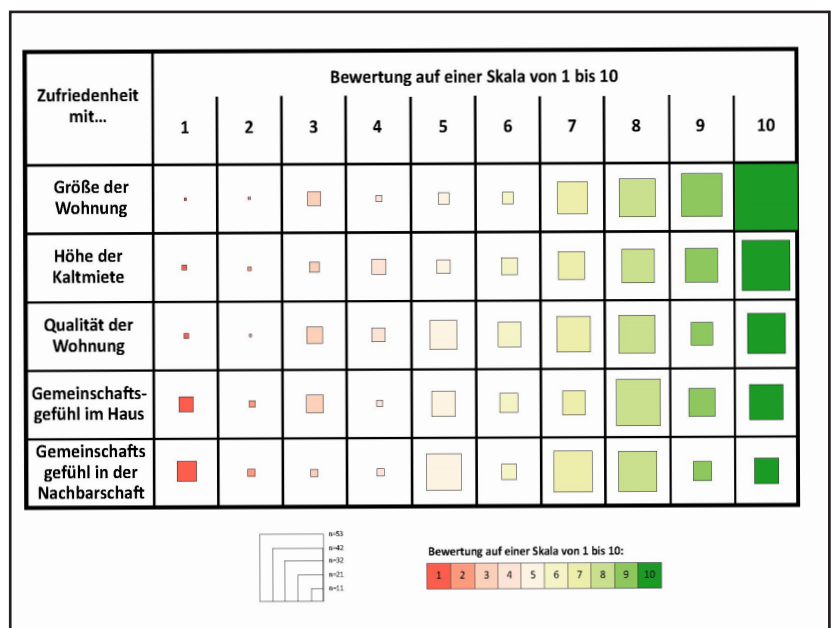 Zufriedenheit
mit...
Bewertung auf einer Skala von 1 bis 10
1 2 3 4 5 6 7 8 9 10
Größe der
Wohnung
Höhe der
Kaltmiete
Qualität der
Wohnung
Gemeinschafts-
gefühl im Haus
Gemeinschafts
gefühl in der
Nachbarschaft
n=53
n=42
n=32
n=21
n=11
Bewertung auf einer Skala von 1 bis 10:
1 2 3 4 5 6 7 8 9 10